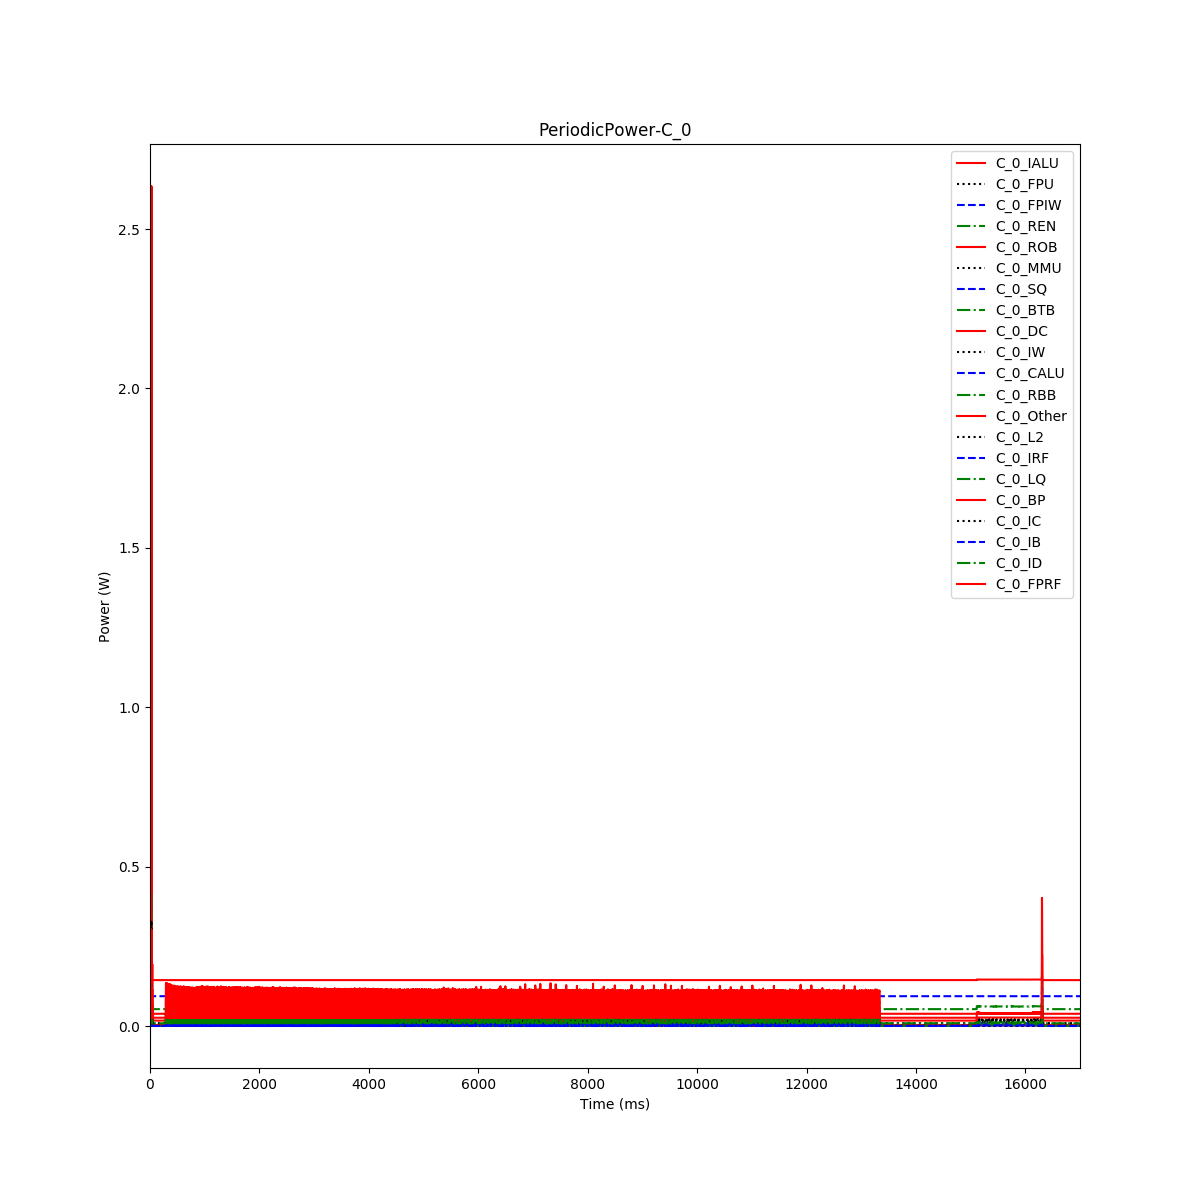 PeriodicPower-C_0
C_0_IALU
C_0_FPU
C_0_FPIW
C_0_REN
C_0_ROB
C_0_MMU
C_0_SQ
C_0_BTB
C_0_DC
C_0_IW
C_0_CALU
C_0_RBB
C_0_Other
C_0_L2
C_0_IRF
C_0_LQ
C_0_BP
C_0_IC
C_0_IB
C_0_ID
C_0_FPRF
Power (W)
2.5
2.0
1.5
1.0
0.5
0.0
0 2000 4000 6000 8000 10000 12000 14000 16000
Time (ms)